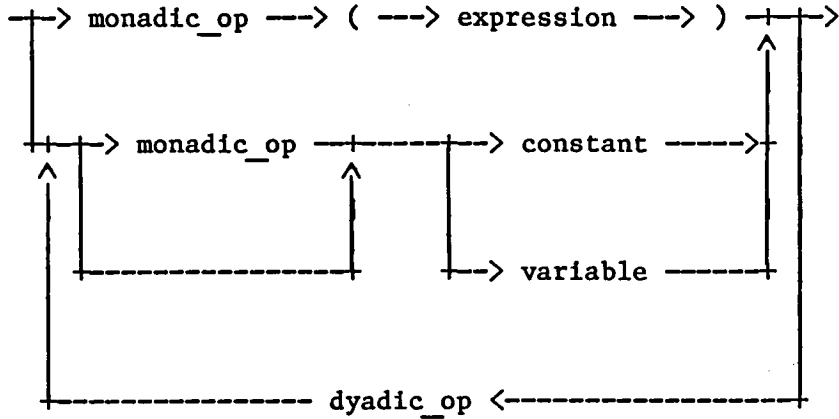 monadic_op ( expression )
monadic_op constant
variable
dyadic_op